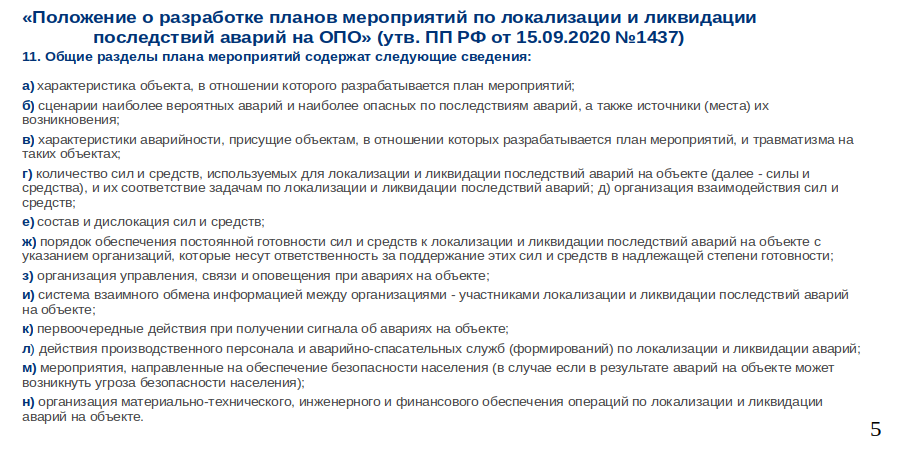 «Положение о разработке планов мероприятий по локализации и ликвидации
последствий аварий на ОПО» (утв. ПП РФ от 15.09.2020 №1437)
11. Общие разделы плана мероприятий содержат следующие сведения:
а) характеристика объекта, в отношении которого разрабатывается план мероприятий;
б) сценарии наиболее вероятных аварий и наиболее опасных по последствиям аварий, а также источники (места) их
возникновения;
в) характеристики аварийности, присущие объектам, в отношении которых разрабатывается план мероприятий, и травматизма на
таких объектах;
г) количество сил и средств, используемых для локализации и ликвидации последствий аварий на объекте (далее - силы и
средства), и их соответствие задачам по локализации и ликвидации последствий аварий; д) организация взаимодействия сил и
средств;
е) состав и дислокация сил и средств;
ж) порядок обеспечения постоянной готовности сил и средств к локализации и ликвидации последствий аварий на объекте с
указанием организаций, которые несут ответственность за поддержание этих сил и средств в надлежащей степени готовности;
з) организация управления, связи и оповещения при авариях на объекте;
и) система взаимного обмена информацией между организациями - участниками локализации и ликвидации последствий аварий
на объекте;
к) первоочередные действия при получении сигнала об авариях на объекте;
л) действия производственного персонала и аварийно-спасательных служб (формирований) по локализации и ликвидации аварий;
м) мероприятия, направленные на обеспечение безопасности населения (в случае если в результате аварий на объекте может
возникнуть угроза безопасности населения);
н) организация материально-технического, инженерного и финансового обеспечения операций по локализации и ликвидации
аварий на объекте.
5